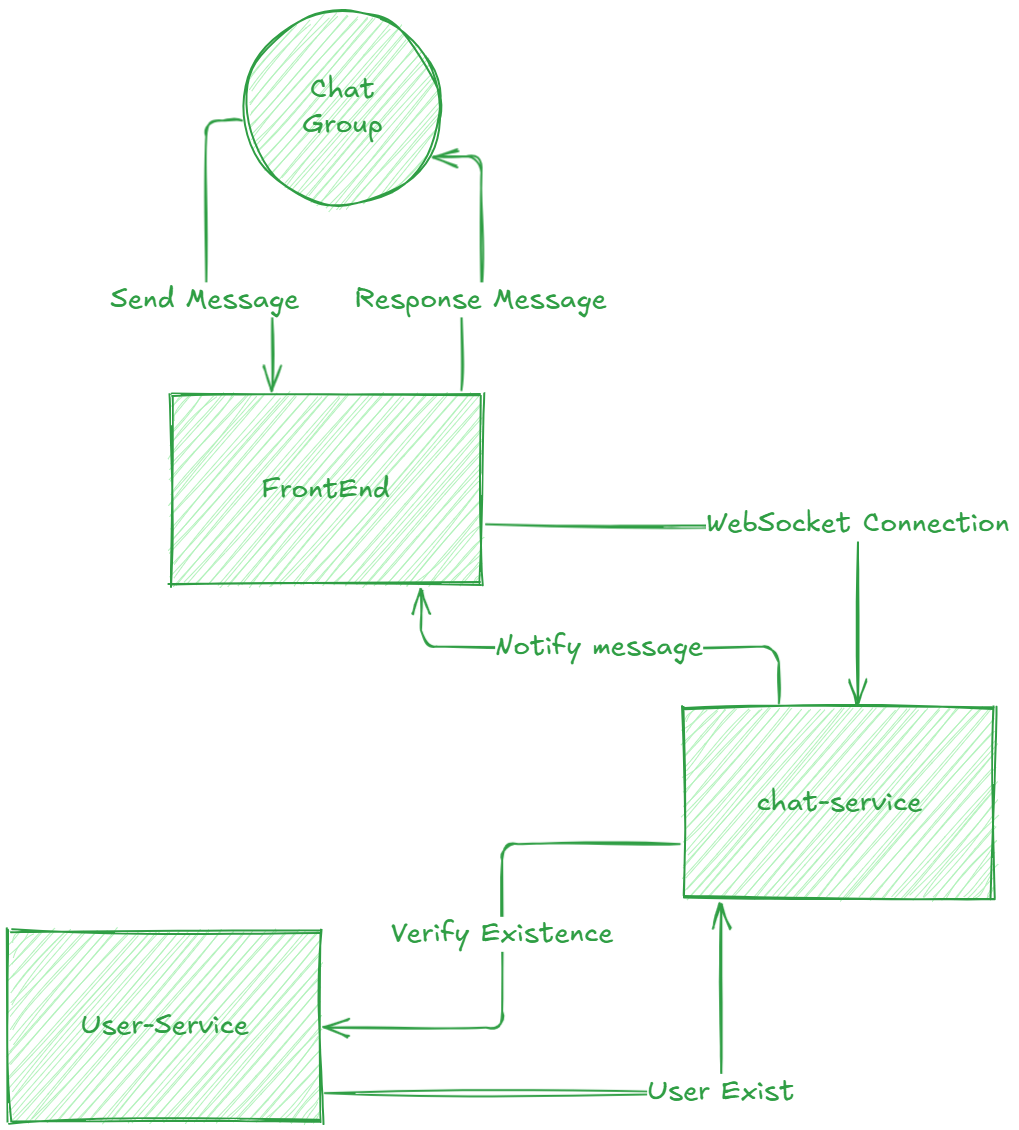 Chat
Group
Send Message
Response Message
FrontEnd
WebSocket Connection
Notify message
chat-service
Verify Existence
User-Service
User Exist